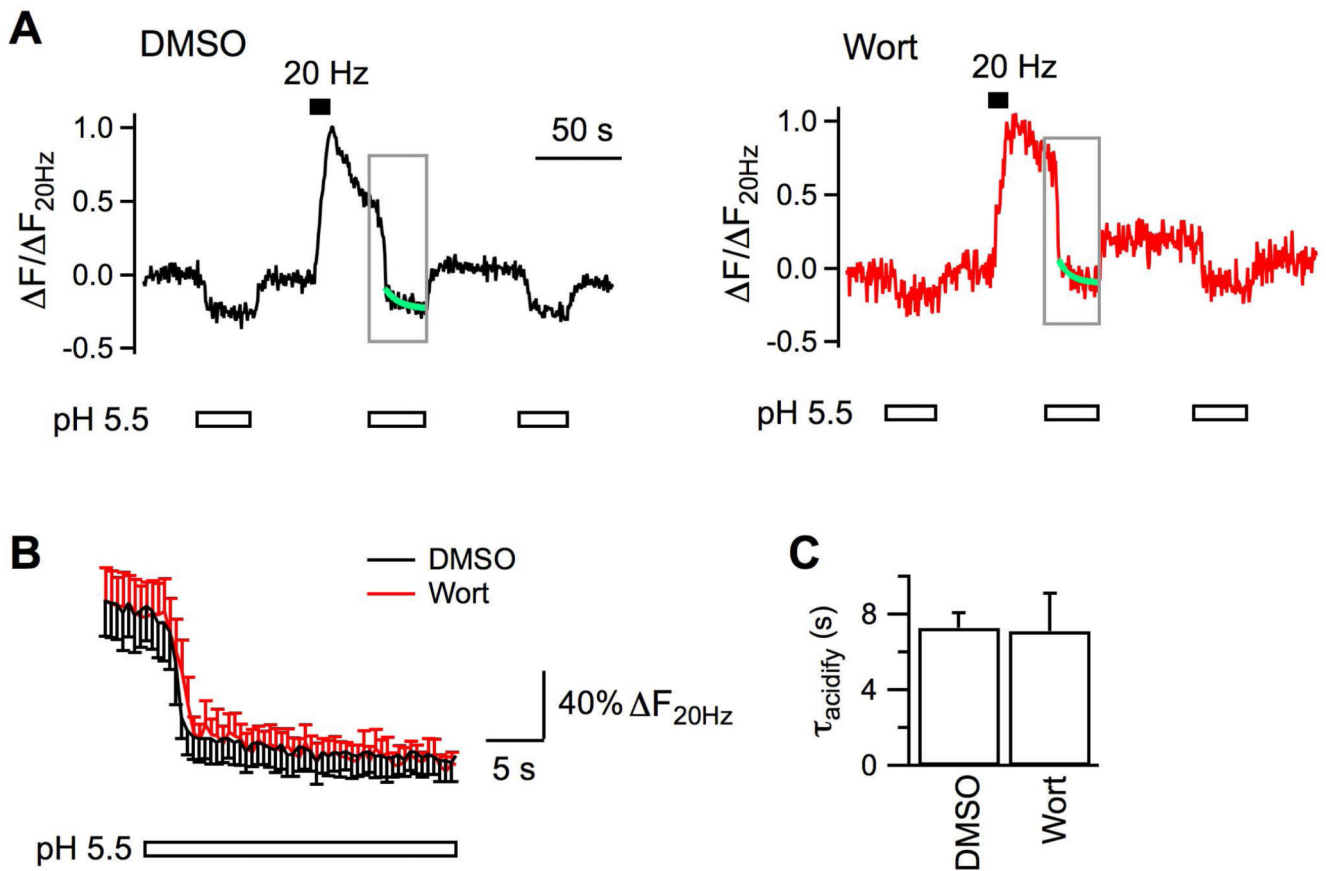 A
DMSO
20 Hz
50 s
ΔF/ΔF20Hz
1.0
0.5
0.0
-0.5
pH 5.5
Wort
20 Hz
ΔF/ΔF20Hz
1.0
0.5
0.0
-0.5
pH 5.5
B
DMSO
Wort
40% ΔF20Hz
5 s
pH 5.5
C
τacidify (s)
8
4
0
DMSO
Wort